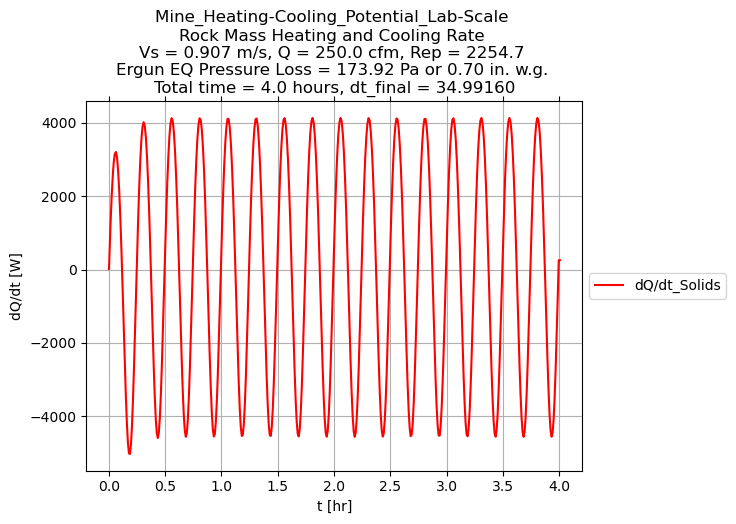 Mine_Heating-Cooling_Potential_Lab-Scale
Rock Mass Heating and Cooling Rate
Vs = 0.907 m/s, Q = 250.0 cfm, Rep = 2254.7
Ergun EQ Pressure Loss = 173.92 Pa or 0.70 in. w.g.
Total time = 4.0 hours, dt_final = 34.99160
4000
2000
0
−2000
−4000
dQ/dt [W]
0.0 0.5 1.0 1.5 2.0 2.5 3.0 3.5 4.0
t [hr]
dQ/dt_Solids